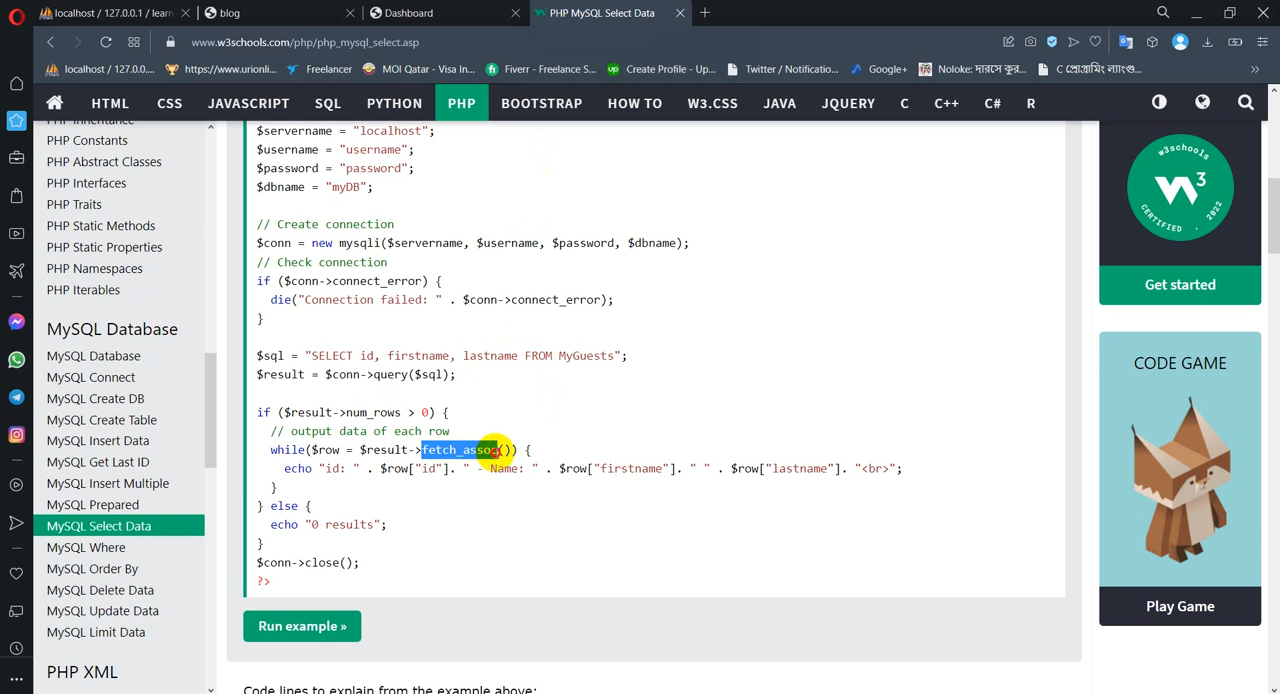 localhost / 127.0.0.1 / learn
blog
Dashboard
PHP MySQL Select Data
www.w3schools.com/php/php_mysql_select.asp
localhost / 127.0.0....
https://www.urionli...
Freelancer
MOI Qatar - Visa In...
Fiverr - Freelance S...
Create Profile - Up...
Twitter / Notificatio...
Google+
Noloke: দারসে কুর...
C প্রোগ্রামিং ল্যাংগু...
HTML
CSS
JAVASCRIPT
SQL
PYTHON
PHP
BOOTSTRAP
HOW TO
W3.CSS
JAVA
JQUERY
C
C++
C#
R
PHP Inheritance
PHP Constants
PHP Abstract Classes
PHP Interfaces
PHP Traits
PHP Static Methods
PHP Static Properties
PHP Namespaces
PHP Iterables
MySQL Database
MySQL Database
MySQL Connect
MySQL Create DB
MySQL Create Table
MySQL Insert Data
MySQL Get Last ID
MySQL Insert Multiple
MySQL Prepared
MySQL Select Data
MySQL Where
MySQL Order By
MySQL Delete Data
MySQL Update Data
MySQL Limit Data
PHP XML
$servername = "localhost";
$username = "username";
$password = "password";
$dbname = "myDB";
// Create connection
$conn = new mysqli($servername, $username, $password, $dbname);
// Check connection
if ($conn->connect_error) {
die("Connection failed: " . $conn->connect_error);
}
$sql = "SELECT id, firstname, lastname FROM MyGuests";
$result = $conn->query($sql);
if ($result->num_rows > 0) {
// output data of each row
while($row = $result->fetch_assoc()) {
echo "id: " . $row["id"]. " - Name: " . $row["firstname"]. " " . $row["lastname"]. "<br>";
}
} else {
echo "0 results";
}
$conn->close();
?>
Run example »
Code lines to explain from the example above:
w3schools
W3
CERTIFIED . 2022
Get started
CODE GAME
Play Game